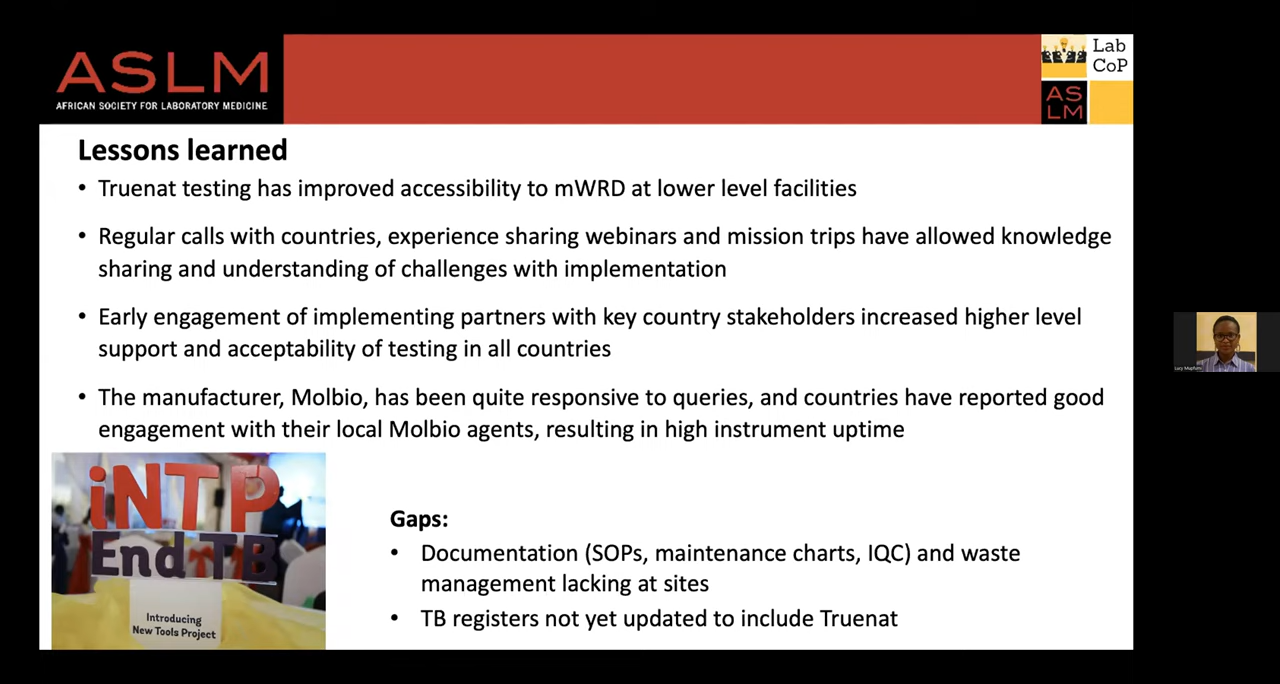 ASLM
AFRICAN SOCIETY FOR LABORATORY MEDICINE
Lab
CoP
AS
LM
Lessons learned
• Truenat testing has improved accessibility to mWRD at lower level facilities
• Regular calls with countries, experience sharing webinars and mission trips have allowed knowledge
sharing and understanding of challenges with implementation
• Early engagement of implementing partners with key country stakeholders increased higher level
support and acceptability of testing in all countries
• The manufacturer, Molbio, has been quite responsive to queries, and countries have reported good
engagement with their local Molbio agents, resulting in high instrument uptime
iNTP
End TB
Introducing
New Tools Project
Gaps:
• Documentation (SOPs, maintenance charts, IQC) and waste
management lacking at sites
• TB registers not yet updated to include Truenat
Lucy Mupfumi